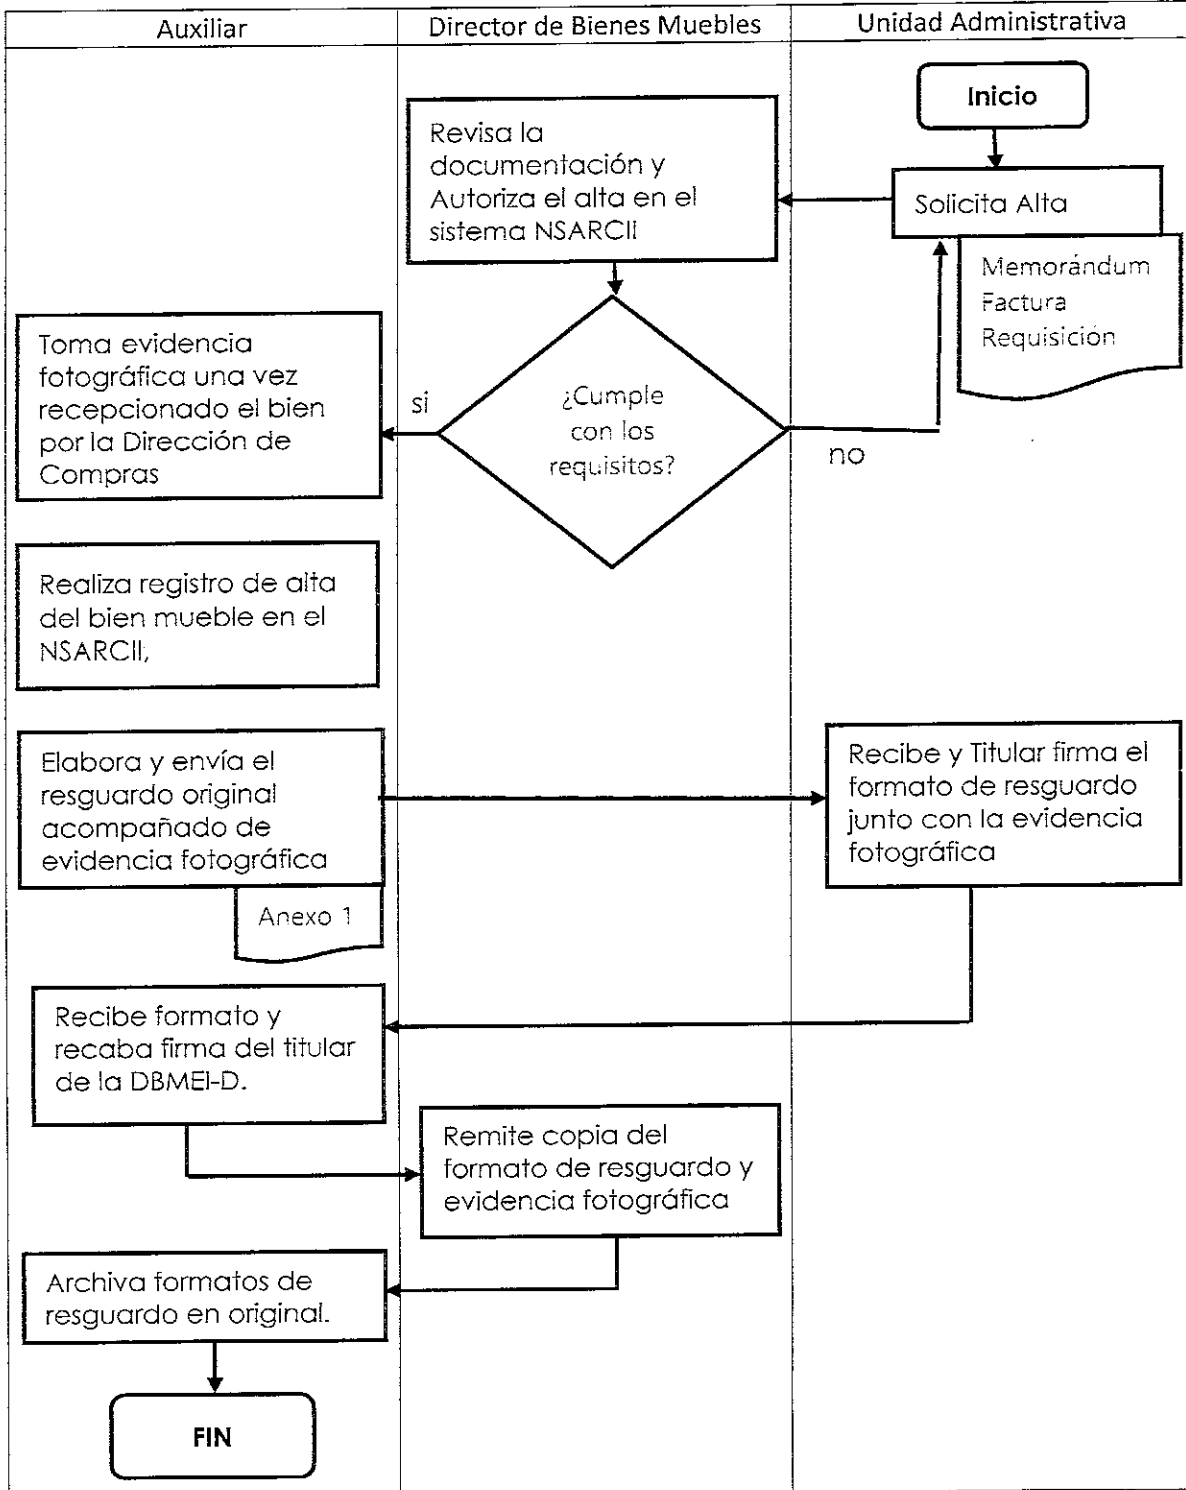 Auxiliar
Director de Bienes Muebles
Unidad Administrativa
Inicio
Revisa la
documentación y
Autoriza el alta en el
sistema NSARCII
Solicita Alta
Memorándum
Factura
Requisición
Toma evidencia
fotográfica una vez
recepcionado el bien
por la Dirección de
Compras
si
¿Cumple
con los
requisitos?
no
Realiza registro de alta
del bien mueble en el
NSARCII,
Elabora y envía el
resguardo original
acompañado de
evidencia fotográfica
Anexo 1
Recibe y Titular firma el
formato de resguardo
junto con la evidencia
fotográfica
Recibe formato y
recaba firma del titular
de la DBMEI-D.
Remite copia del
formato de resguardo y
evidencia fotográfica
Archiva formatos de
resguardo en original.
FIN